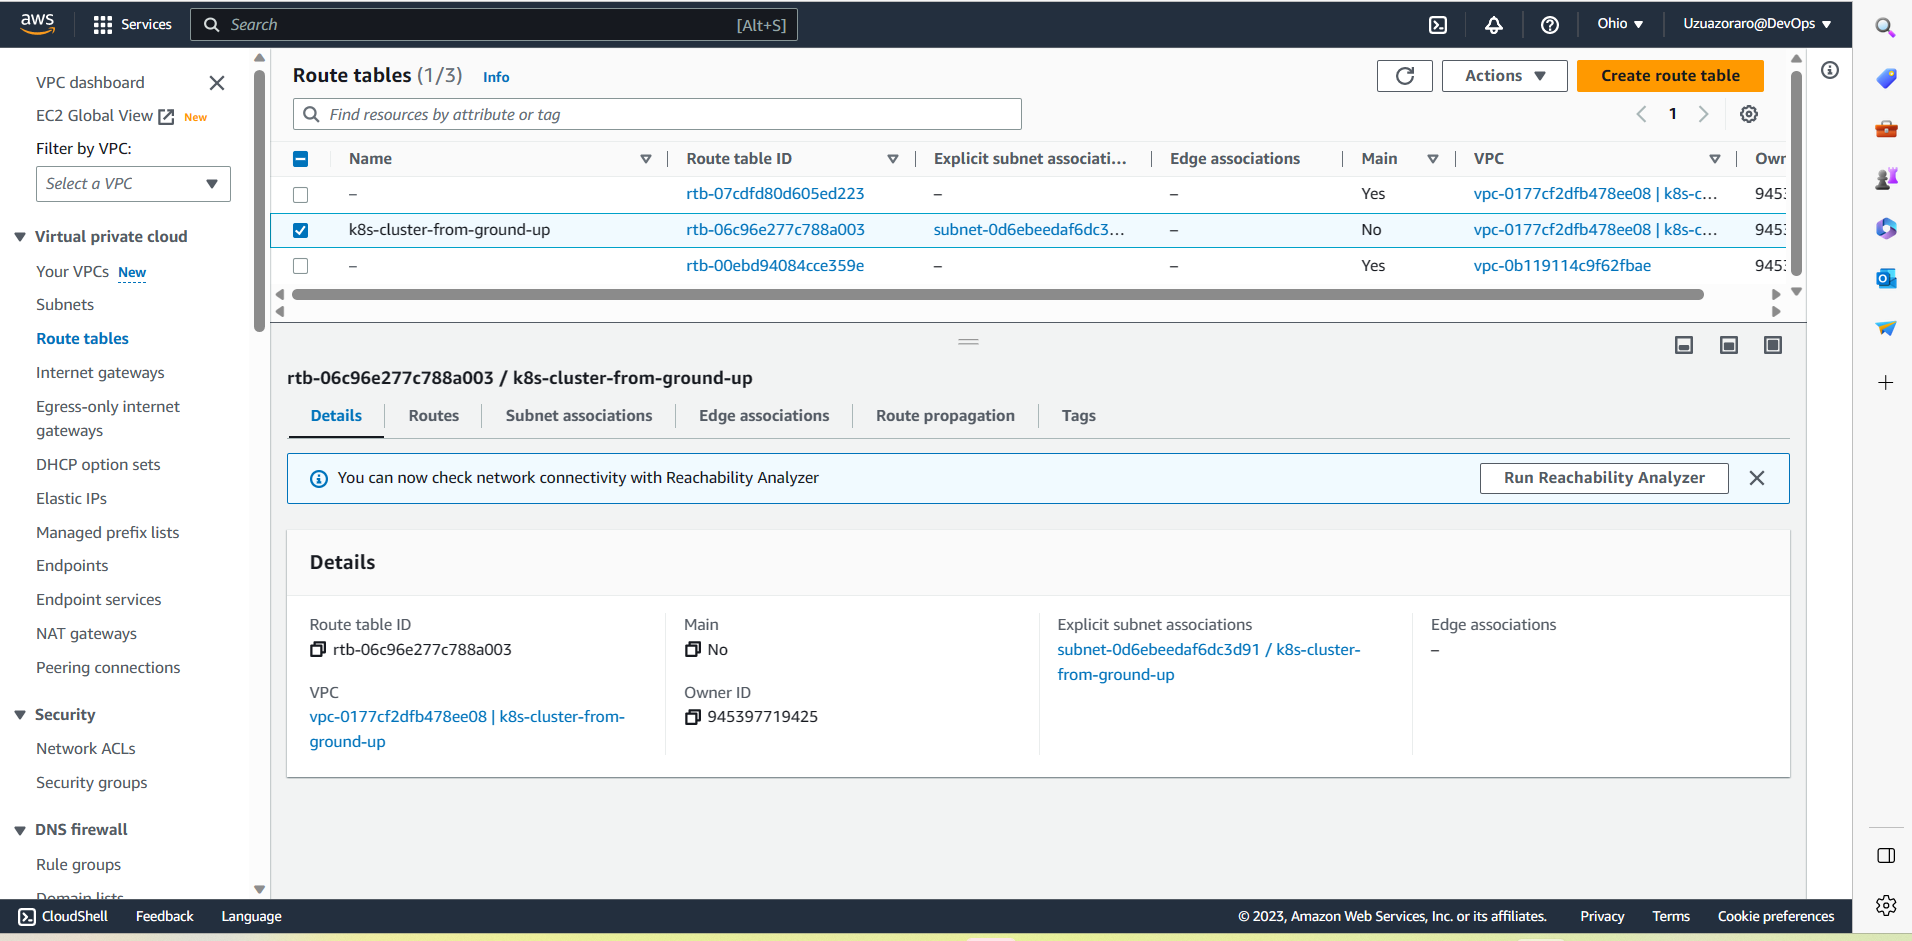 aws
Services
Search
[Alt+S]
Ohio
Uzuazoraro@DevOps
VPC dashboard
EC2 Global View New
Filter by VPC:
Select a VPC
Virtual private cloud
Your VPCs New
Subnets
Route tables
Internet gateways
Egress-only internet
gateways
DHCP option sets
Elastic IPs
Managed prefix lists
Endpoints
Endpoint services
NAT gateways
Peering connections
Security
Network ACLs
Security groups
DNS firewall
Rule groups
Domain lists
Route tables (1/3) Info
Actions
Create route table
Find resources by attribute or tag
1
Name Route table ID Explicit subnet associati... Edge associations Main VPC Own
– rtb-07cdfd80d605ed223 – – Yes vpc-0177cf2dfb478ee08 | k8s-c... 9453
k8s-cluster-from-ground-up rtb-06c96e277c788a003 subnet-0d6ebeedaf6dc3... – No vpc-0177cf2dfb478ee08 | k8s-c... 9453
– rtb-00ebd94084cce359e – – Yes vpc-0b119114c9f62fbae 9453
rtb-06c96e277c788a003 / k8s-cluster-from-ground-up
Details Routes Subnet associations Edge associations Route propagation Tags
You can now check network connectivity with Reachability Analyzer
Run Reachability Analyzer
Details
Route table ID
rtb-06c96e277c788a003
VPC
vpc-0177cf2dfb478ee08 | k8s-cluster-from-
ground-up
Main
No
Owner ID
945397719425
Explicit subnet associations
subnet-0d6ebeedaf6dc3d91 / k8s-cluster-
from-ground-up
Edge associations
–
CloudShell Feedback Language
© 2023, Amazon Web Services, Inc. or its affiliates. Privacy Terms Cookie preferences